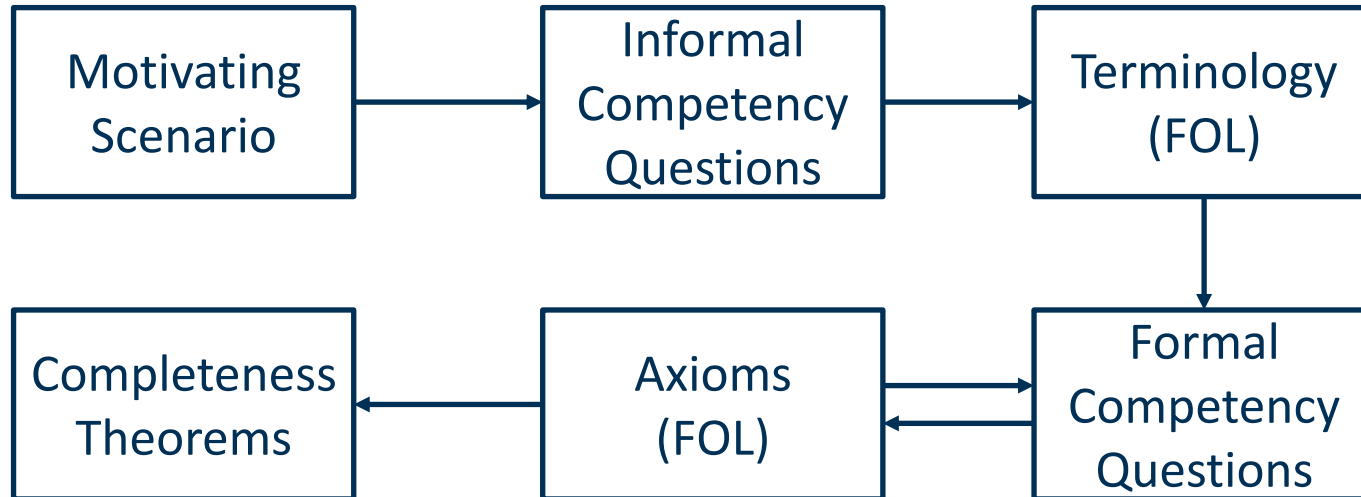 Motivating
Scenario
Informal
Competency
Questions
Terminology
(FOL)
Completeness
Theorems
Axioms
(FOL)
Formal
Competency
Questions